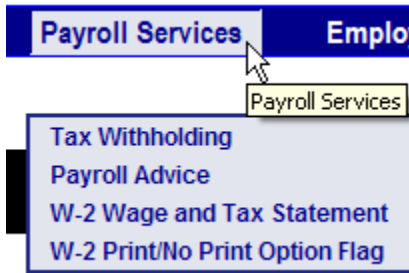 Payroll Services Emplo
Payroll Services
Tax Withholding
Payroll Advice
W-2 Wage and Tax Statement
W-2 Print/No Print Option Flag